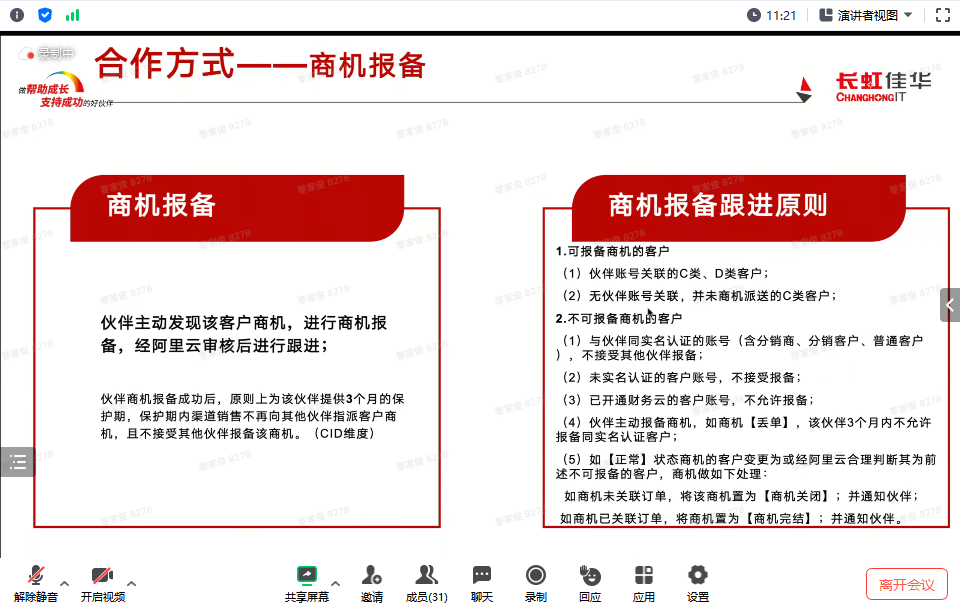 11:21
演讲者视图
录制中
合作方式——商机报备
做帮助成长
支持成功的好伙伴
长虹佳华
CHANGHONGIT
商机报备
伙伴主动发现该客户商机，进行商机报
备，经阿里云审核后进行跟进；
伙伴商机报备成功后，原则上为该伙伴提供3个月的保
护期，保护期内渠道销售不再向其他伙伴指派客户商
机，且不接受其他伙伴报备该商机。（CID维度）
商机报备跟进原则
1.可报备商机的客户
（1）伙伴账号关联的C类、D类客户；
（2）无伙伴账号关联，并未商机派送的C类客户；
2.不可报备商机的客户
（1）与伙伴同实名认证的账号（含分销商、分销客户、普通客户
），不接受其他伙伴报备；
（2）未实名认证的客户账号，不接受报备；
（3）已开通财务云的客户账号，不允许报备；
（4）伙伴主动报备商机，如商机【丢单】，该伙伴3个月内不允许
报备同实名认证客户；
（5）如【正常】状态商机的客户变更为或经阿里云合理判断其为前
述不可报备的客户，商机做如下处理：
如商机未关联订单，将该商机置为【商机关闭】；并通知伙伴；
如商机已关联订单，将商机置为【商机完结】；并通知伙伴。
黎家俊 8278
解除静音
开启视频
共享屏幕
邀请
成员(31)
聊天
录制
回应
应用
设置
离开会议